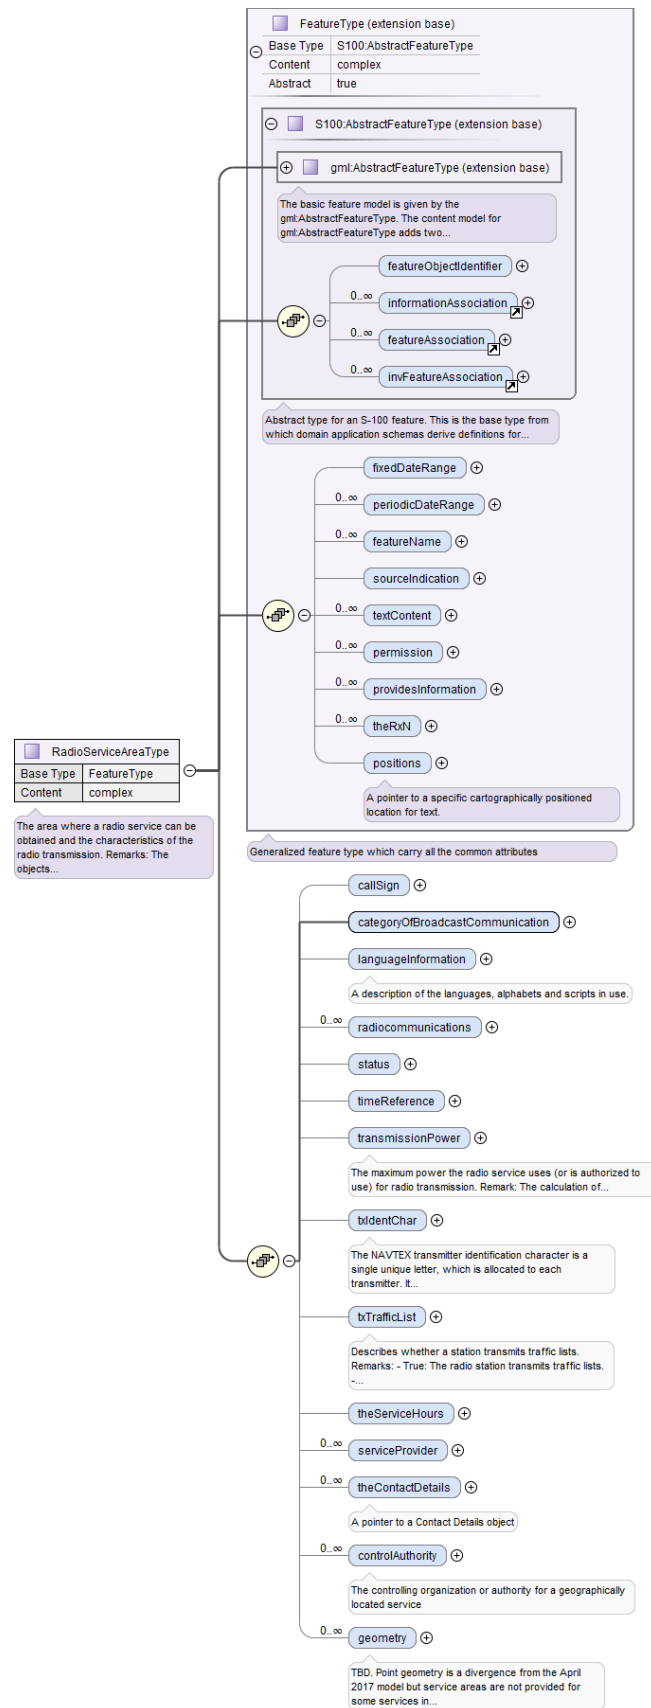 FeatureType (extension base)
Base Type S100:AbstractFeatureType
Content complex
Abstract true
S100:AbstractFeatureType (extension base)
gml:AbstractFeatureType (extension base)
The basic feature model is given by the
gml:AbstractFeatureType. The content model for
gml:AbstractFeatureType adds two...
featureObjectIdentifier
0..∞ informationAssociation
0..∞ featureAssociation
0..∞ invFeatureAssociation
Abstract type for an S-100 feature. This is the base type from
which domain application schemas derive definitions for...
fixedDateRange
0..∞ periodicDateRange
0..∞ featureName
sourceIndication
0..∞ textContent
0..∞ permission
0..∞ providesInformation
0..∞ theRxN
positions
A pointer to a specific cartographically positioned
location for text.
Generalized feature type which carry all the common attributes
RadioServiceAreaType
Base Type FeatureType
Content complex
The area where a radio service can be
obtained and the characteristics of the
radio transmission. Remarks: The
objects...
callSign
categoryOfBroadcastCommunication
languageInformation
A description of the languages, alphabets and scripts in use.
0..∞ radiocommunications
status
timeReference
transmissionPower
The maximum power the radio service uses (or is authorized to
use) for radio transmission. Remark: The calculation of...
txIdentChar
The NAVTEX transmitter identification character is a
single unique letter, which is allocated to each
transmitter. It...
txTrafficList
Describes whether a station transmits traffic lists.
Remarks: - True: The radio station transmits traffic lists.
-...
theServiceHours
0..∞ serviceProvider
0..∞ theContactDetails
A pointer to a Contact Details object
0..∞ controlAuthority
The controlling organization or authority for a geographically
located service
0..∞ geometry
TBD. Point geometry is a divergence from the April
2017 model but service areas are not provided for
some services in...